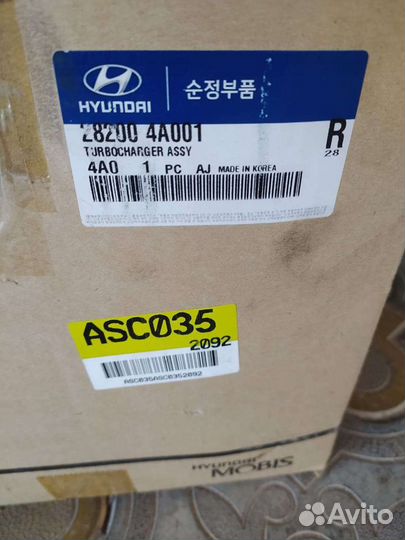 HYUNDAI
순정부품
28200 4A001
TURBOCHARGER ASSY
R
28
4A0 1 PC AJ MADE IN KOREA
ASC035
2092
ASC035ASC0352092
HYUNDAI
MOBIS
Avito